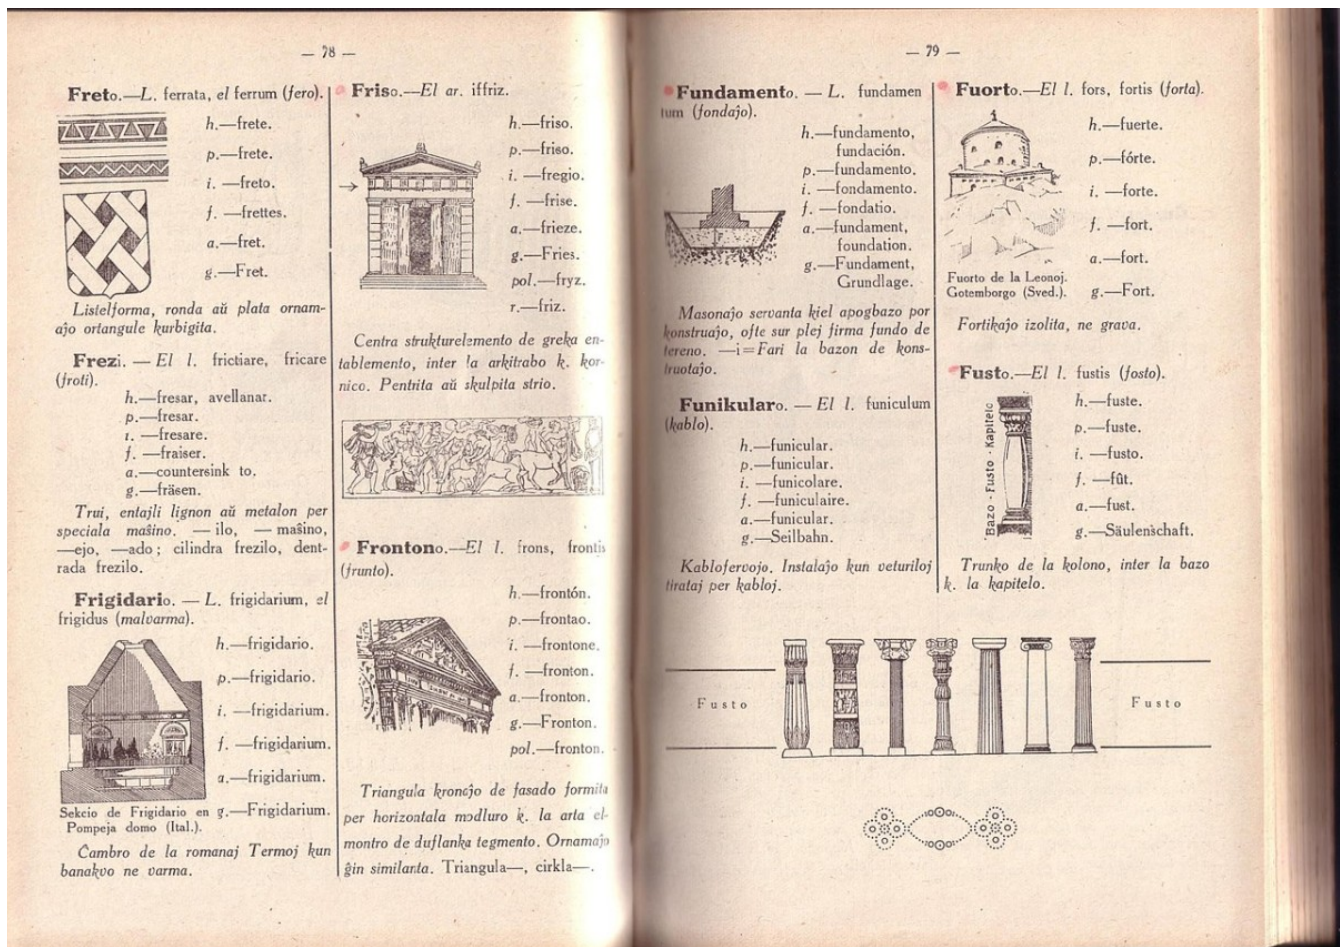 — 78 —
Freto.—L. ferrata, el ferrum (fero).
h.—frete.
p.—frete.
i. —freto.
f. —frettes.
a.—fret.
g.—Fret.
Listelforma, ronda aŭ plata ornam-
aĵo ortangule kurbigita.
Frezi. — El l. frictiare, fricare
(froti).
h.—fresar, avellanar.
p.—fresar.
i. —fresare.
f. —fraiser.
a.—countersink to.
g.—fräsen.
Trui, entajli lignon aŭ metalon per
speciala maŝino. — ilo, — maŝino,
—ejo, —ado; cilindra frezilo, dent-
rada frezilo.
Frigidario. — L. frigidarium, el
frigidus (malvarma).
h.—frigidario.
p.—frigidario.
i. —frigidarium.
f. —frigidarium.
a.—frigidarium.
g.—Frigidarium.
Sekcio de Frigidario en
Pompeja domo (Ital.).
Ĉambro de la romanaj Termoj kun
banakvo ne varma.
Friso.—El ar. iffriz.
h.—friso.
p.—friso.
i. —fregio.
f. —frise.
a.—frieze.
g.—Fries.
pol.—fryz.
r.—friz.
Centra strukturelemento de greka en-
tablemento, inter la arkitrabo k. kor-
nico. Pentrita aŭ skulpita strio.
Frontono.—El l. frons, frontis
(frunto).
h.—frontón.
p.—frontao.
i. —frontone.
f. —fronton.
a.—fronton.
g.—Fronton.
pol.—fronton.
Triangula kronejo de fasado formita
per horizontala modluro k. la arta el-
montro de duflanka tegmento. Ornamaĵo
ĝin similanta. Triangula—, cirkla—.
— 79 —
Fundamento. — L. fundamen
tum (fondaĵo).
h.—fundamento,
fundación.
p.—fundamento.
i. —fondamento.
f. —fondatio.
a.—fundament,
foundation.
g.—Fundament,
Grundlage.
Masonaĵo servanta kiel apogbazo por
konstruaĵo, ofte sur plej firma fundo de
tereno. —i=Fari la bazon de kons-
truotaĵo.
Funikularo. — El l. funiculum
(kablo).
h.—funicular.
p.—funicular.
i. —funicolare.
f. —funiculaire.
a.—funicular.
g.—Seilbahn.
Kablofervojo. Instalaĵo kun veturiloj
tirataj per kabloj.
Fuorto.—El l. fors, fortis (forta).
h.—fuerte.
p.—fórte.
i. —forte.
f. —fort.
a.—fort.
g.—Fort.
Fuorto de la Leonoj.
Gotemborgo (Sved.).
Fortikaĵo izolita, ne grava.
Fusto.—El l. fustis (fosto).
Bazo - Fusto - Kapitelo
h.—fuste.
p.—fuste.
i. —fusto.
f. —fût.
a.—fust.
g.—Säulenschaft.
Trunko de la kolono, inter la bazo
k. la kapitelo.
Fusto
Fusto